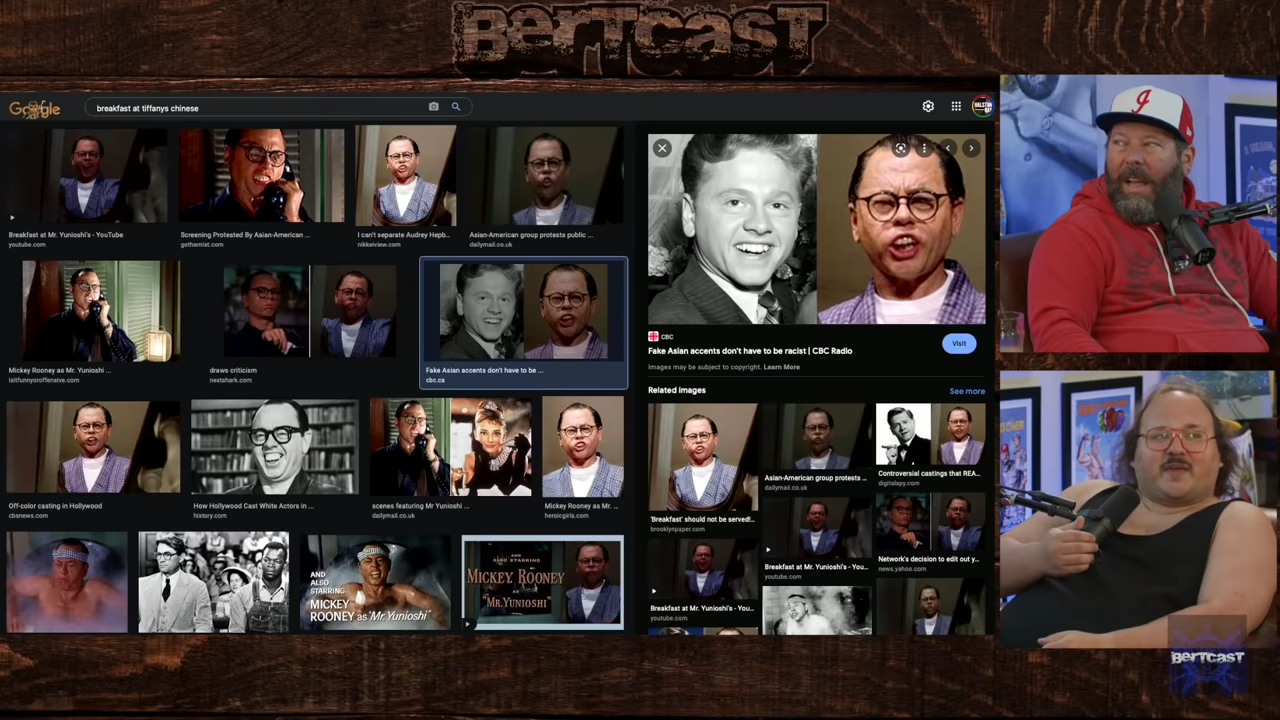 BERTCAST
Google
breakfast at tiffanys chinese
Breakfast at Mr. Yunioshi's - YouTube
youtube.com
Screening Protested By Asian-American ...
gothamist.com
I can't separate Audrey Hepb...
nikkeiview.com
Asian-American group protests public ...
dailymail.co.uk
Mickey Rooney as Mr. Yunioshi ...
isitfunnyoroffensive.com
draws criticism
nextshark.com
Fake Asian accents don't have to be ...
cbc.ca
Off-color casting in Hollywood
cbsnews.com
How Hollywood Cast White Actors in ...
history.com
scenes featuring Mr Yunioshi ...
dailymail.co.uk
Mickey Rooney as Mr. ...
heroicgirls.com
AND
ALSO
STARRING
MICKEY
ROONEY as "Mr. Yunioshi"
AND
ALSO STARRING
MICKEY ROONEY
AS
"MR. YUNIOSHI"
CBC
Fake Asian accents don't have to be racist | CBC Radio
Visit
Images may be subject to copyright. Learn More
Related images
See more
'Breakfast' should not be served!...
brooklynpaper.com
Asian-American group protests ...
dailymail.co.uk
Controversial castings that REA...
digitalspy.com
Breakfast at Mr. Yunioshi's - You...
youtube.com
Network's decision to edit out y...
news.yahoo.com
Breakfast at Mr. Yunioshi's - You...
youtube.com
BERTCAST